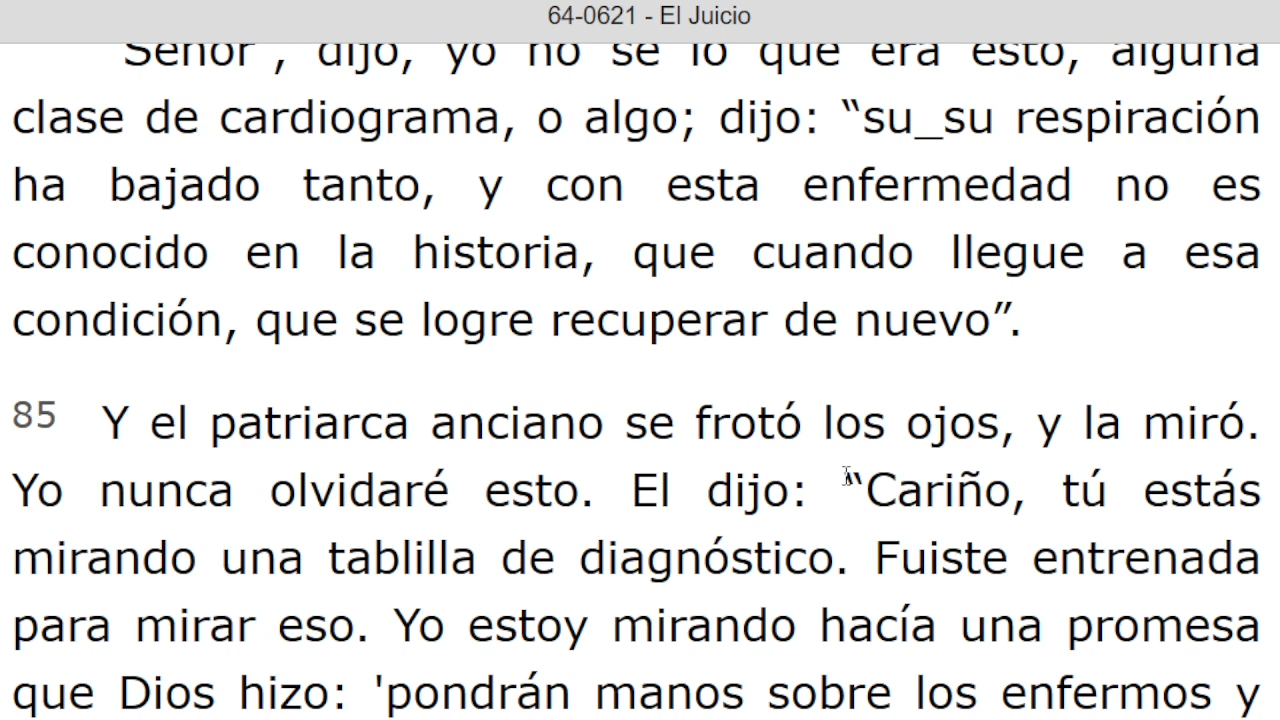 64-0621 - El Juicio
Señor", dijo, yo no sé lo que era esto, alguna
clase de cardiograma, o algo; dijo: “su_su respiración
ha bajado tanto, y con esta enfermedad no es
conocido en la historia, que cuando llegue a esa
condición, que se logre recuperar de nuevo”.
85 Y el patriarca anciano se frotó los ojos, y la miró.
Yo nunca olvidaré esto. El dijo: “Cariño, tú estás
mirando una tablilla de diagnóstico. Fuiste entrenada
para mirar eso. Yo estoy mirando hacía una promesa
que Dios hizo: 'pondrán manos sobre los enfermos y